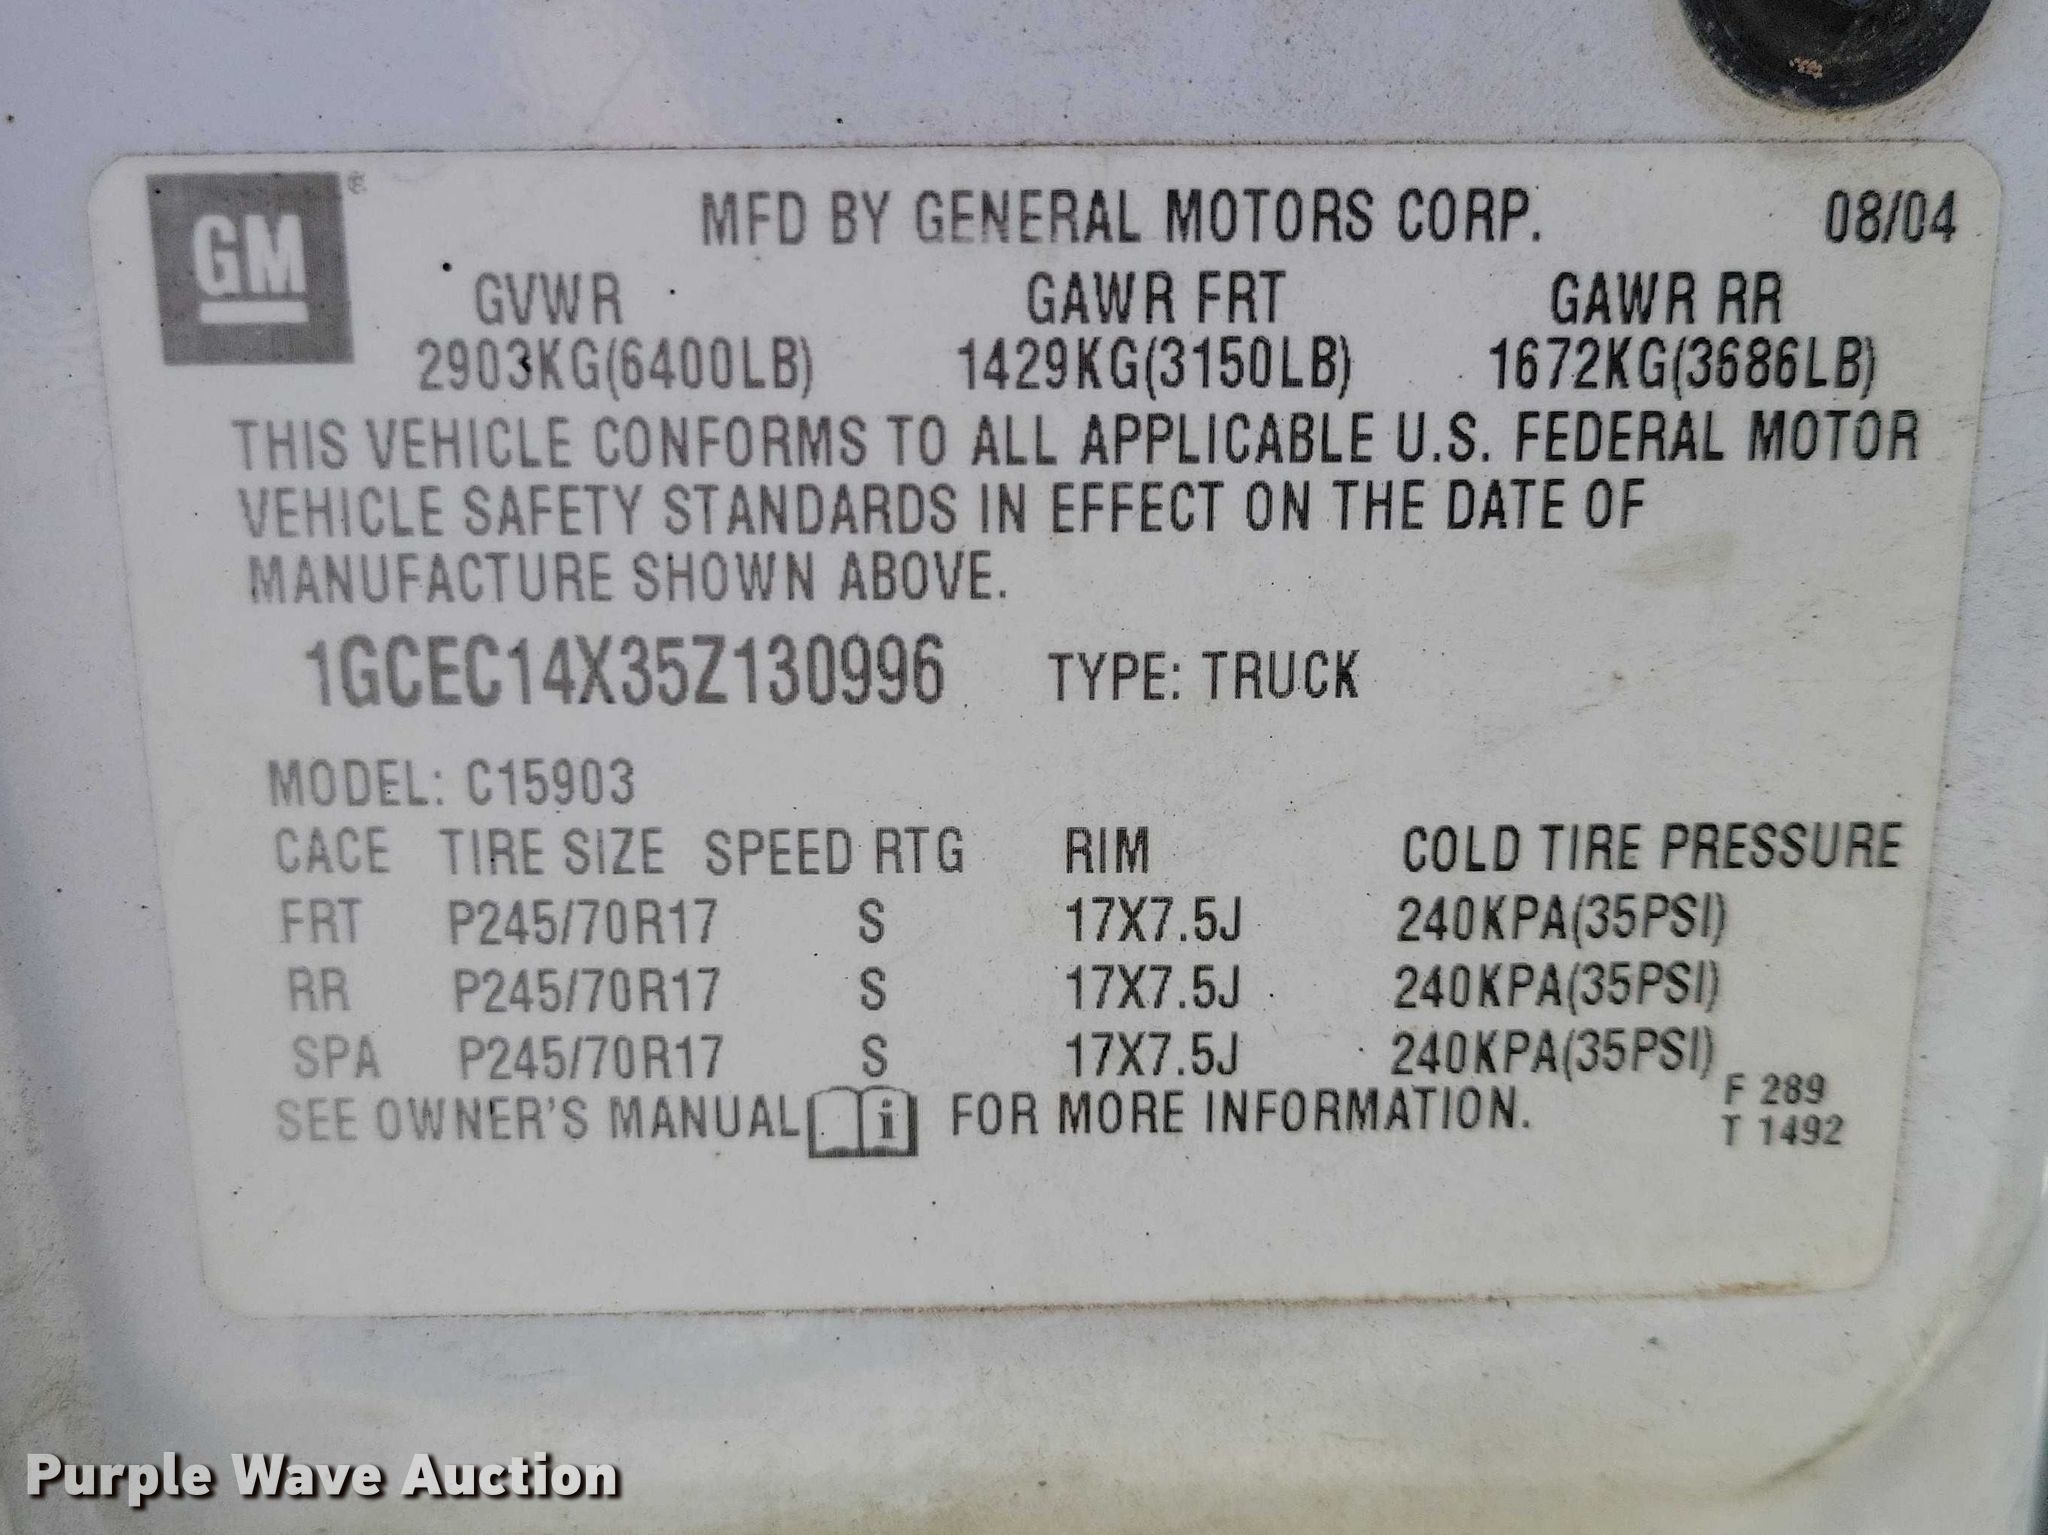 GM ®
MFD BY GENERAL MOTORS CORP. 08/04
GVWR GAWR FRT GAWR RR
2903KG(6400LB) 1429KG(3150LB) 1672KG(3686LB)
THIS VEHICLE CONFORMS TO ALL APPLICABLE U.S. FEDERAL MOTOR
VEHICLE SAFETY STANDARDS IN EFFECT ON THE DATE OF
MANUFACTURE SHOWN ABOVE.
1GCEC14X35Z130996 TYPE: TRUCK
MODEL: C15903
CACE TIRE SIZE SPEED RTG RIM COLD TIRE PRESSURE
FRT P245/70R17 S 17X7.5J 240KPA(35PSI)
RR P245/70R17 S 17X7.5J 240KPA(35PSI)
SPA P245/70R17 S 17X7.5J 240KPA(35PSI)
SEE OWNER'S MANUAL i FOR MORE INFORMATION.
F 289
T 1492
Purple Wave Auction